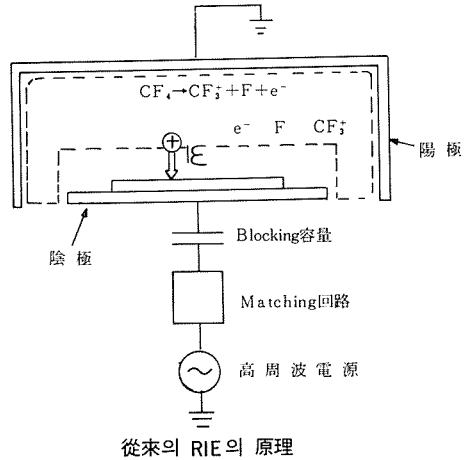 CF₄→CF₃⁺+F+e⁻
e⁻ F CF₃⁺
陽極
+
ε
陰極
Blocking容量
Matching回路
高周波電源
從來의 RIE의 原理